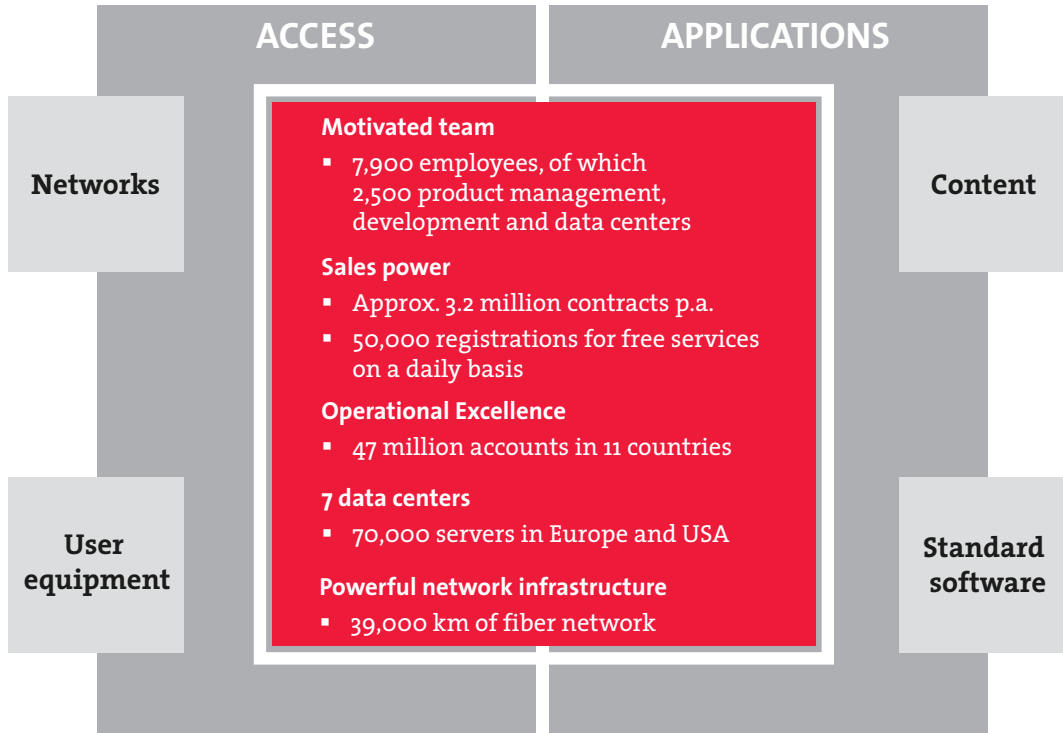 ACCESS
APPLICATIONS
Networks
User
equipment
Motivated team
▪ 7,900 employees, of which
2,500 product management,
development and data centers
Sales power
▪ Approx. 3.2 million contracts p.a.
▪ 50,000 registrations for free services
on a daily basis
Operational Excellence
▪ 47 million accounts in 11 countries
7 data centers
▪ 70,000 servers in Europe and USA
Powerful network infrastructure
▪ 39,000 km of fiber network
Content
Standard
software